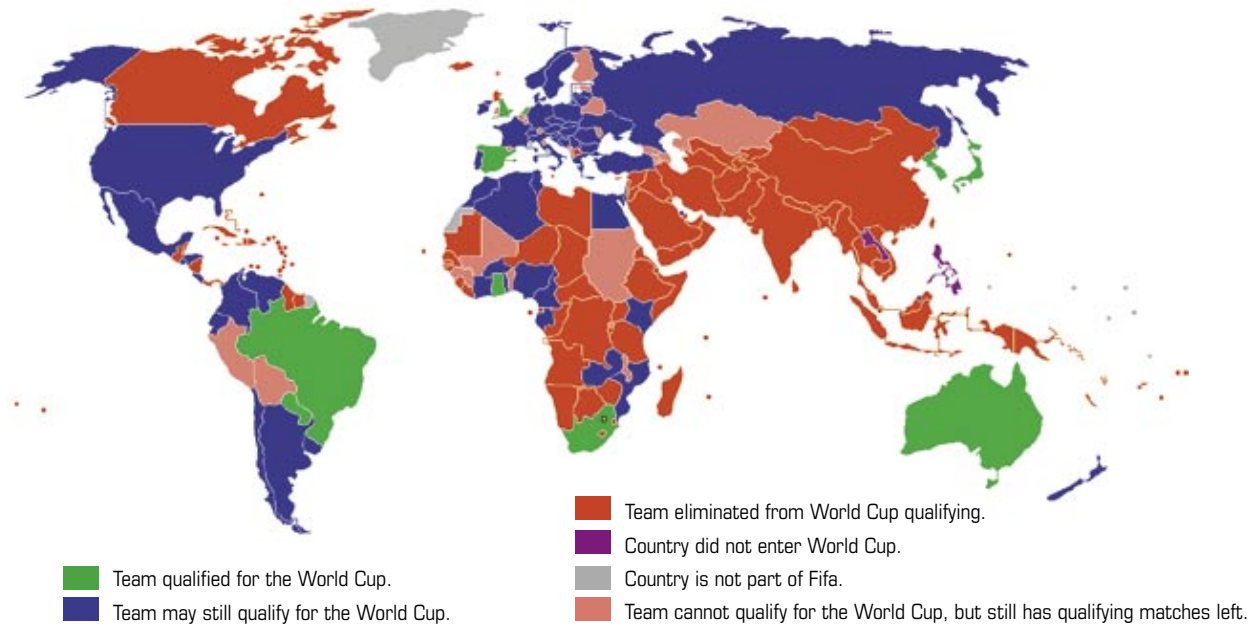 Team eliminated from World Cup qualifying.
Country did not enter World Cup.
Team qualified for the World Cup.
Country is not part of Fifa.
Team may still qualify for the World Cup.
Team cannot qualify for the World Cup, but still has qualifying matches left.